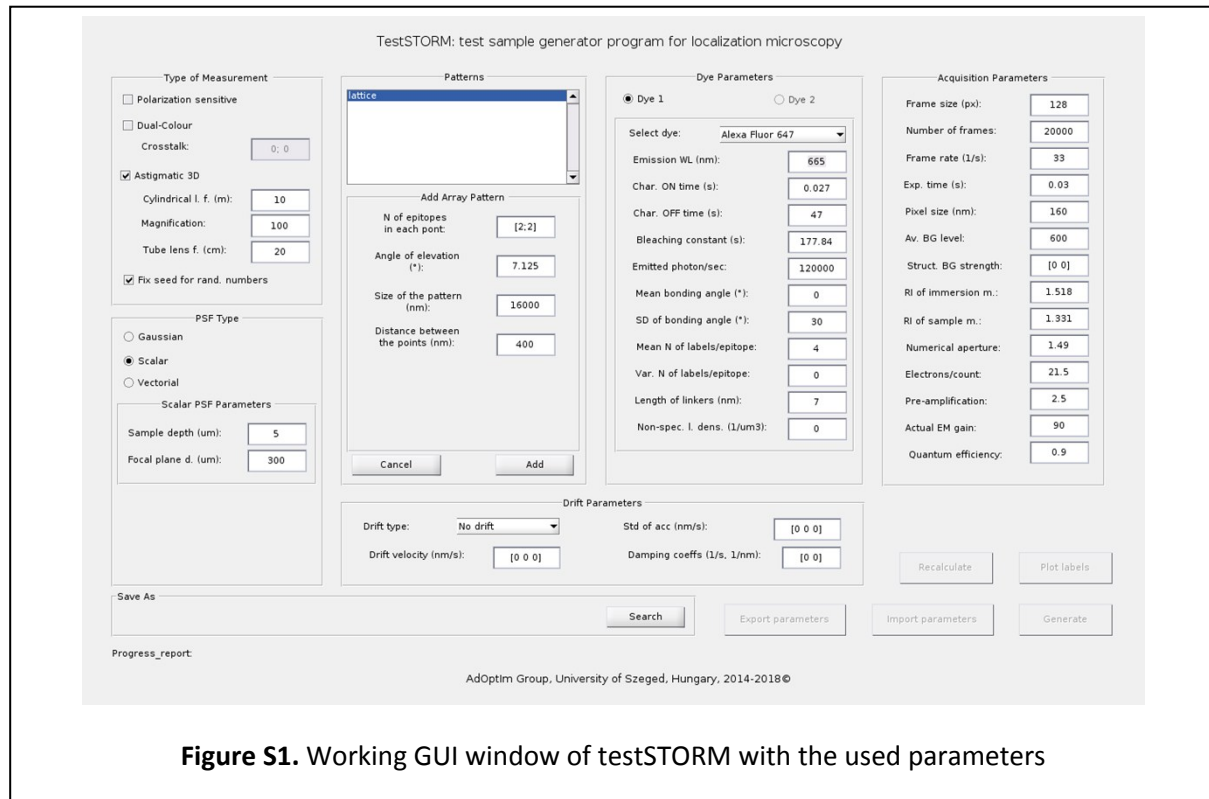 TestSTORM: test sample generator program for localization microscopy
Type of Measurement
Polarization sensitive
Dual-Colour
Crosstalk: 0; 0
Astigmatic 3D
Cylindrical l. f. (m): 10
Magnification: 100
Tube lens f. (cm): 20
Fix seed for rand. numbers
PSF Type
Gaussian
Scalar
Vectorial
Scalar PSF Parameters
Sample depth (um): 5
Focal plane d. (um): 300
Patterns
lattice
Add Array Pattern
N of epitopes
in each pont: [2;2]
Angle of elevation
(°): 7.125
Size of the pattern
(nm): 16000
Distance between
the points (nm): 400
Cancel Add
Dye Parameters
Dye 1 Dye 2
Select dye: Alexa Fluor 647
Emission WL (nm): 665
Char. ON time (s): 0.027
Char. OFF time (s): 47
Bleaching constant (s): 177.84
Emitted photon/sec: 120000
Mean bonding angle (°): 0
SD of bonding angle (°): 30
Mean N of labels/epitope: 4
Var. N of labels/epitope: 0
Length of linkers (nm): 7
Non-spec. l. dens. (1/um3): 0
Acquisition Parameters
Frame size (px): 128
Number of frames: 20000
Frame rate (1/s): 33
Exp. time (s): 0.03
Pixel size (nm): 160
Av. BG level: 600
Struct. BG strength: [0 0]
RI of immersion m.: 1.518
RI of sample m.: 1.331
Numerical aperture: 1.49
Electrons/count: 21.5
Pre-amplification: 2.5
Actual EM gain: 90
Quantum efficiency: 0.9
Drift Parameters
Drift type: No drift Std of acc (nm/s): [0 0 0]
Drift velocity (nm/s): [0 0 0] Damping coeffs (1/s, 1/nm): [0 0]
Recalculate Plot labels
Save As
Search Export parameters Import parameters Generate
Progress_report:
AdOptIm Group, University of Szeged, Hungary, 2014-2018©
Figure S1. Working GUI window of testSTORM with the used parameters